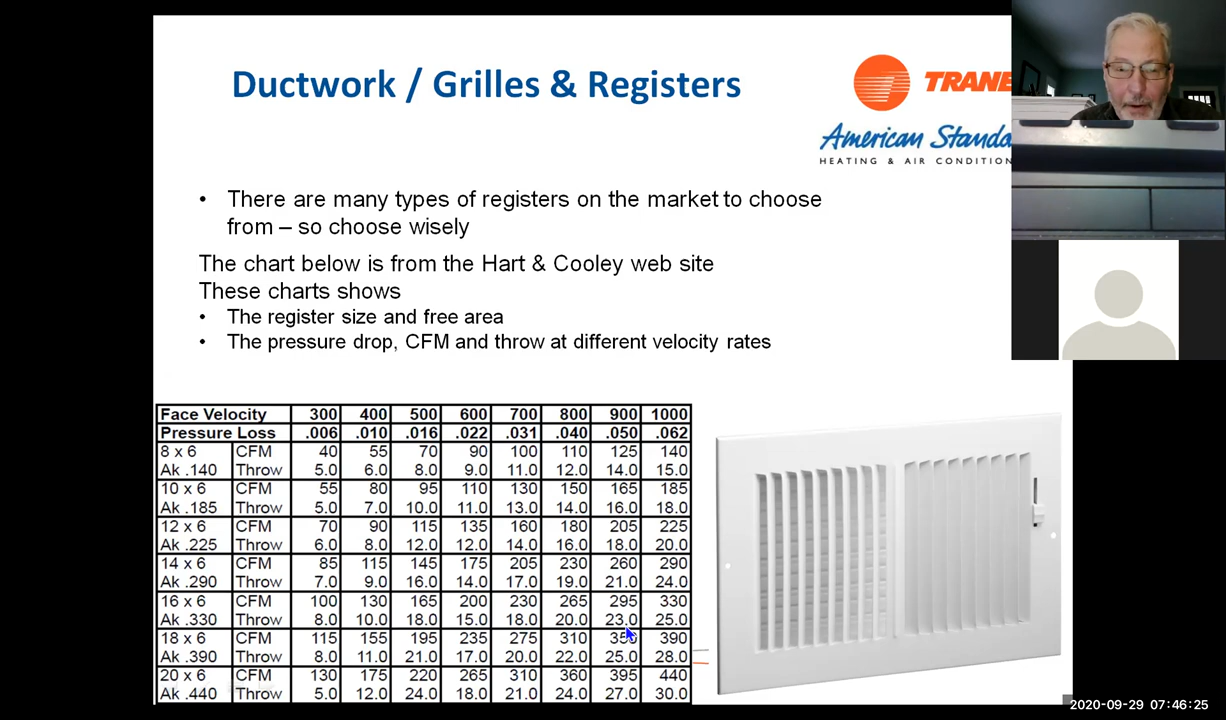 Ductwork / Grilles & Registers
TRANE
American Standa
HEATING & AIR CONDITION
• There are many types of registers on the market to choose
from – so choose wisely
The chart below is from the Hart & Cooley web site
These charts shows
• The register size and free area
• The pressure drop, CFM and throw at different velocity rates
Face Velocity 300 400 500 600 700 800 900 1000
Pressure Loss .006 .010 .016 .022 .031 .040 .050 .062
8 x 6 CFM 40 55 70 90 100 110 125 140
Ak .140 Throw 5.0 6.0 8.0 9.0 11.0 12.0 14.0 15.0
10 x 6 CFM 55 80 95 110 130 150 165 185
Ak .185 Throw 5.0 7.0 10.0 11.0 13.0 14.0 16.0 18.0
12 x 6 CFM 70 90 115 135 160 180 205 225
Ak .225 Throw 6.0 8.0 12.0 12.0 14.0 16.0 18.0 20.0
14 x 6 CFM 85 115 145 175 205 230 260 290
Ak .290 Throw 7.0 9.0 16.0 14.0 17.0 19.0 21.0 24.0
16 x 6 CFM 100 130 165 200 230 265 295 330
Ak .330 Throw 8.0 10.0 18.0 15.0 18.0 20.0 23.0 25.0
18 x 6 CFM 115 155 195 235 275 310 350 390
Ak .390 Throw 8.0 11.0 21.0 17.0 20.0 22.0 25.0 28.0
20 x 6 CFM 130 175 220 265 310 360 395 440
Ak .440 Throw 5.0 12.0 24.0 18.0 21.0 24.0 27.0 30.0
2020-09-29 07:46:25